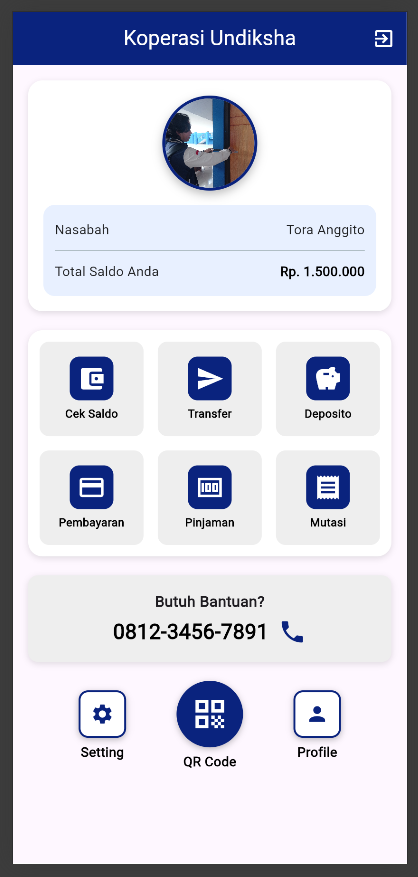 Koperasi Undiksha
Nasabah Tora Anggito
Total Saldo Anda Rp. 1.500.000
Cek Saldo Transfer Deposito
100
Pembayaran Pinjaman Mutasi
Butuh Bantuan?
0812-3456-7891
Setting QR Code Profile